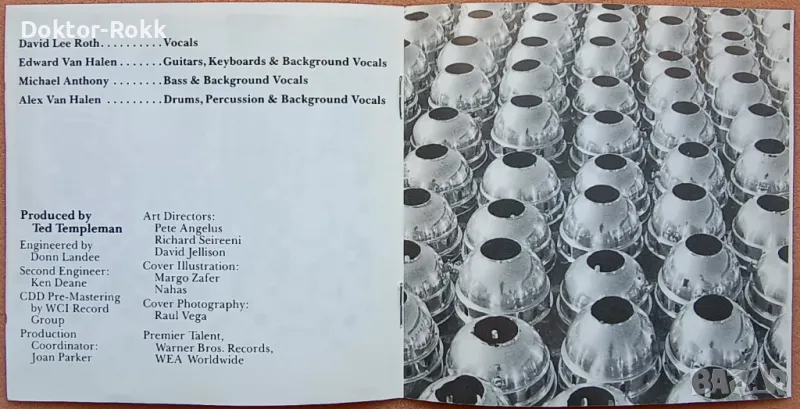 Doktor-Rokk
David Lee Roth..........Vocals
Edward Van Halen.......Guitars, Keyboards & Background Vocals
Michael Anthony.......Bass & Background Vocals
Alex Van Halen.........Drums, Percussion & Background Vocals
Produced by
Ted Templeman
Engineered by
Donn Landee
Second Engineer:
Ken Deane
CDD Pre-Mastering
by WCI Record
Group
Production
Coordinator:
Joan Parker
Art Directors:
Pete Angelus
Richard Seireeni
David Jellison
Cover Illustration:
Margo Zafer
Nahas
Cover Photography:
Raul Vega
Premier Talent,
Warner Bros. Records,
WEA Worldwide